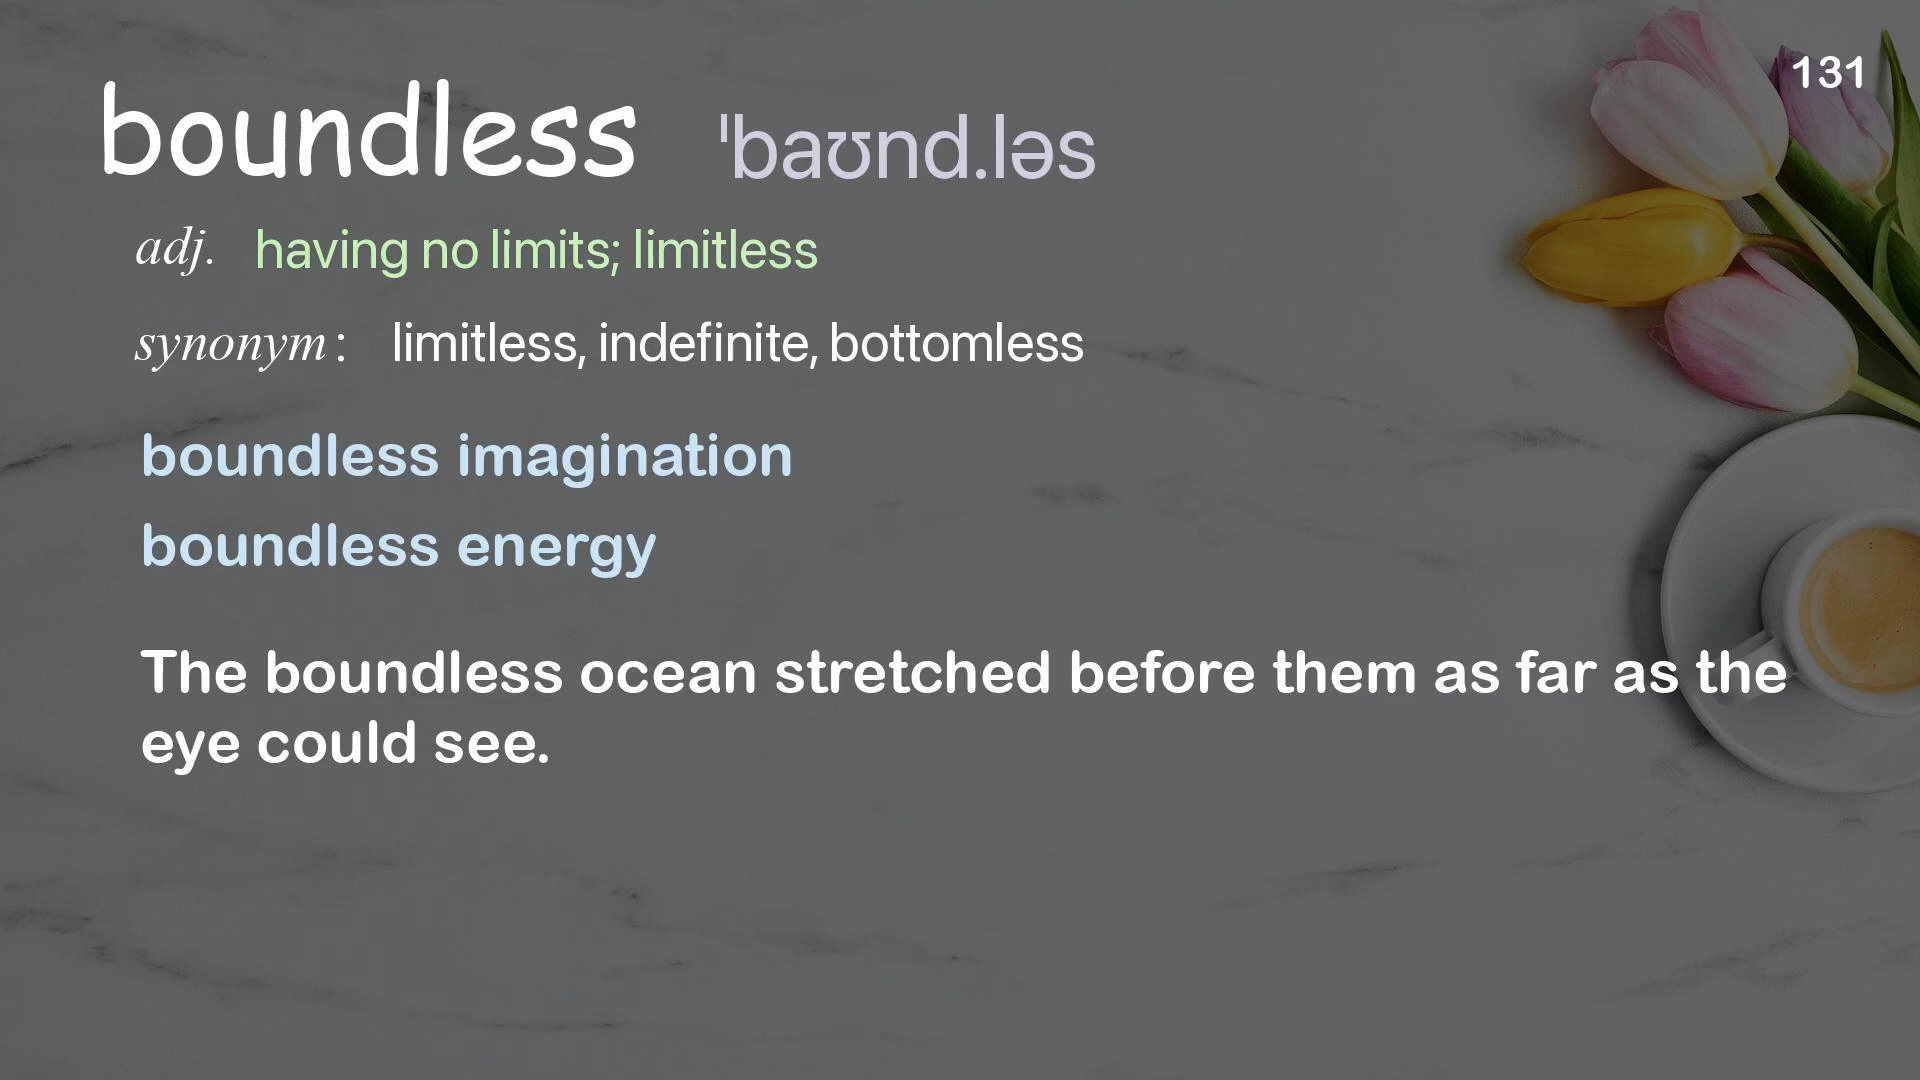 131
boundless ˈbaʊnd.ləs
adj. having no limits; limitless
synonym: limitless, indefinite, bottomless
boundless imagination
boundless energy
The boundless ocean stretched before them as far as the
eye could see.